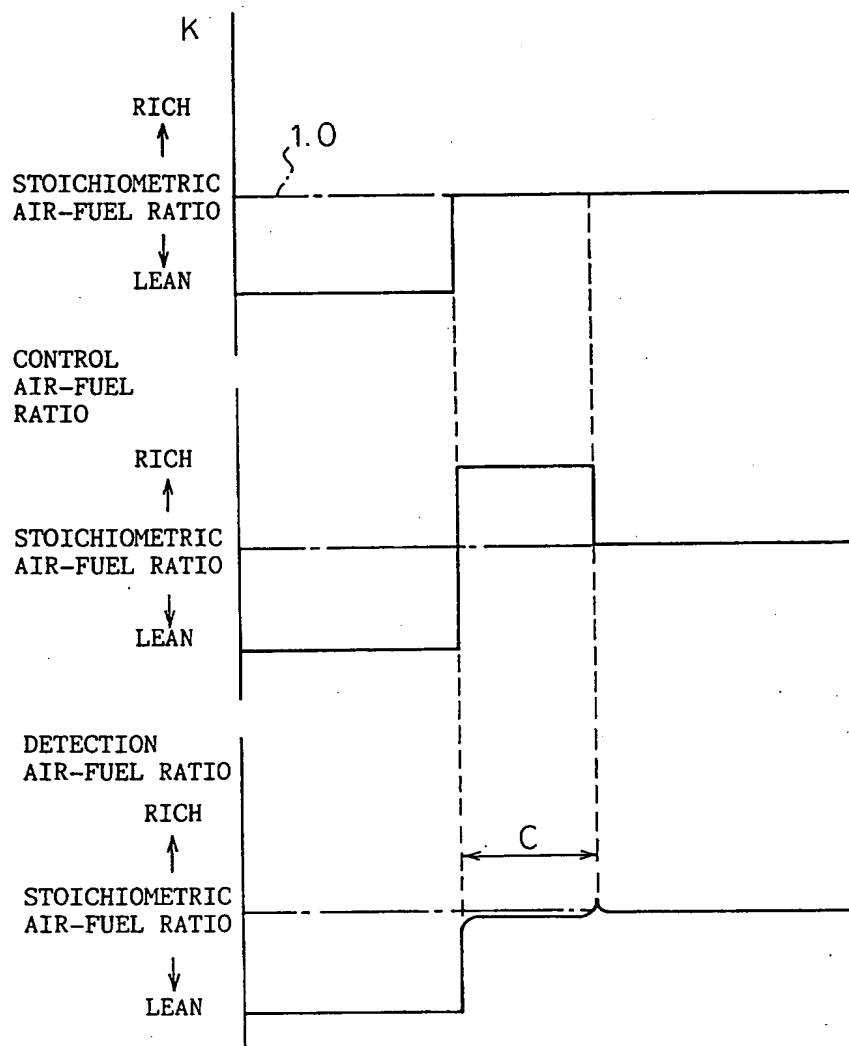 K
RICH
1.0
STOICHIOMETRIC
AIR-FUEL RATIO
LEAN
CONTROL
AIR-FUEL
RATIO
RICH
STOICHIOMETRIC
AIR-FUEL RATIO
LEAN
DETECTION
AIR-FUEL RATIO
RICH
C
STOICHIOMETRIC
AIR-FUEL RATIO
LEAN